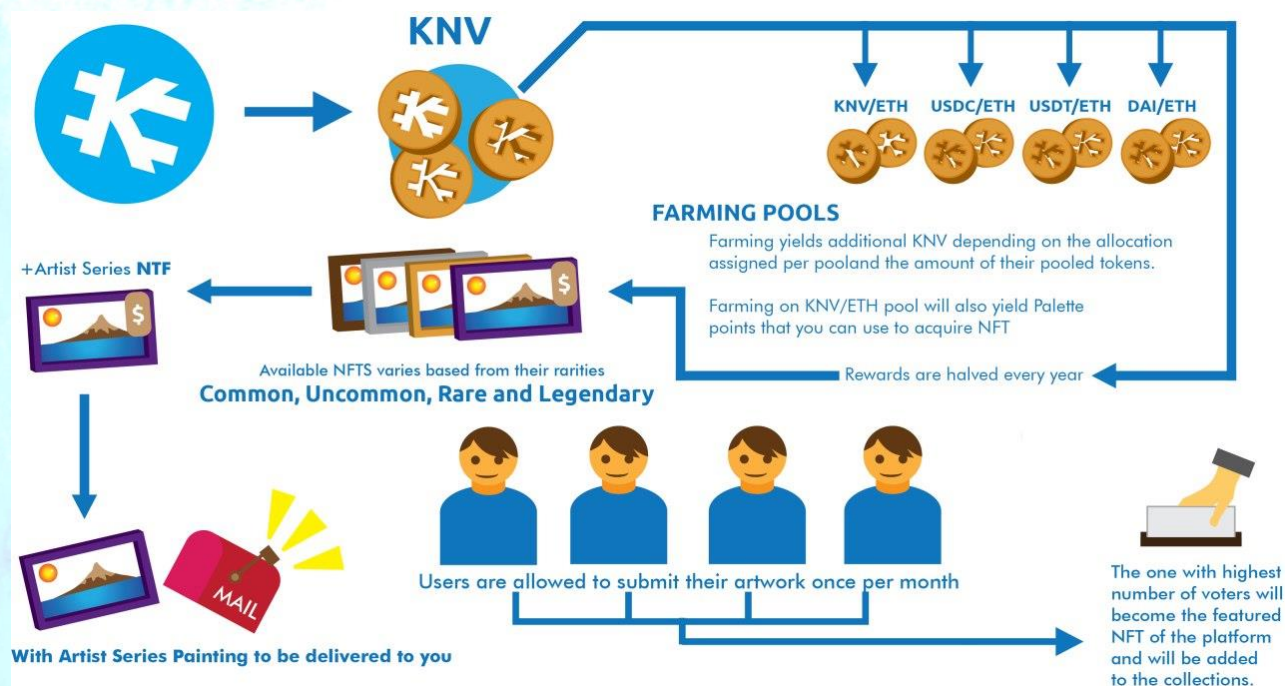 KNV
KNV/ETH
USDC/ETH
USDT/ETH
DAI/ETH
FARMING POOLS
Farming yields additional KNV depending on the allocation
assigned per pooland the amount of their pooled tokens.
Farming on KNV/ETH pool will also yield Palette
points that you can use to acquire NFT
Rewards are halved every year
+Artist Series NTF
$
$
Available NFTS varies based from their rarities
Common, Uncommon, Rare and Legendary
MAIL
With Artist Series Painting to be delivered to you
Users are allowed to submit their artwork once per month
The one with highest
number of voters will
become the featured
NFT of the platform
and will be added
to the collections.